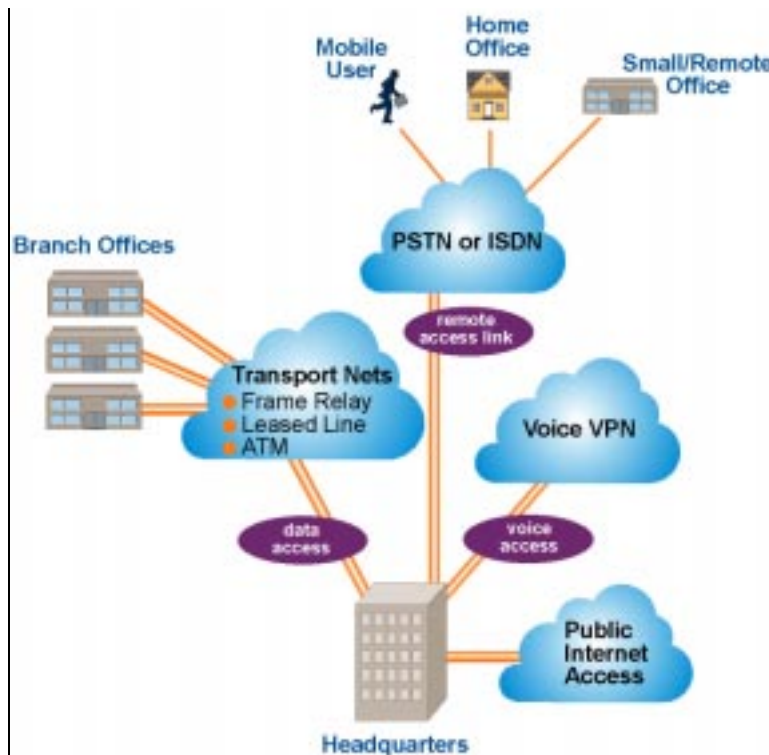 Mobile
User
Home
Office
Small/Remote
Office
PSTN or ISDN
Branch Offices
remote
access link
Transport Nets
Frame Relay
Leased Line
ATM
Voice VPN
data
access
voice
access
Public
Internet
Access
Headquarters